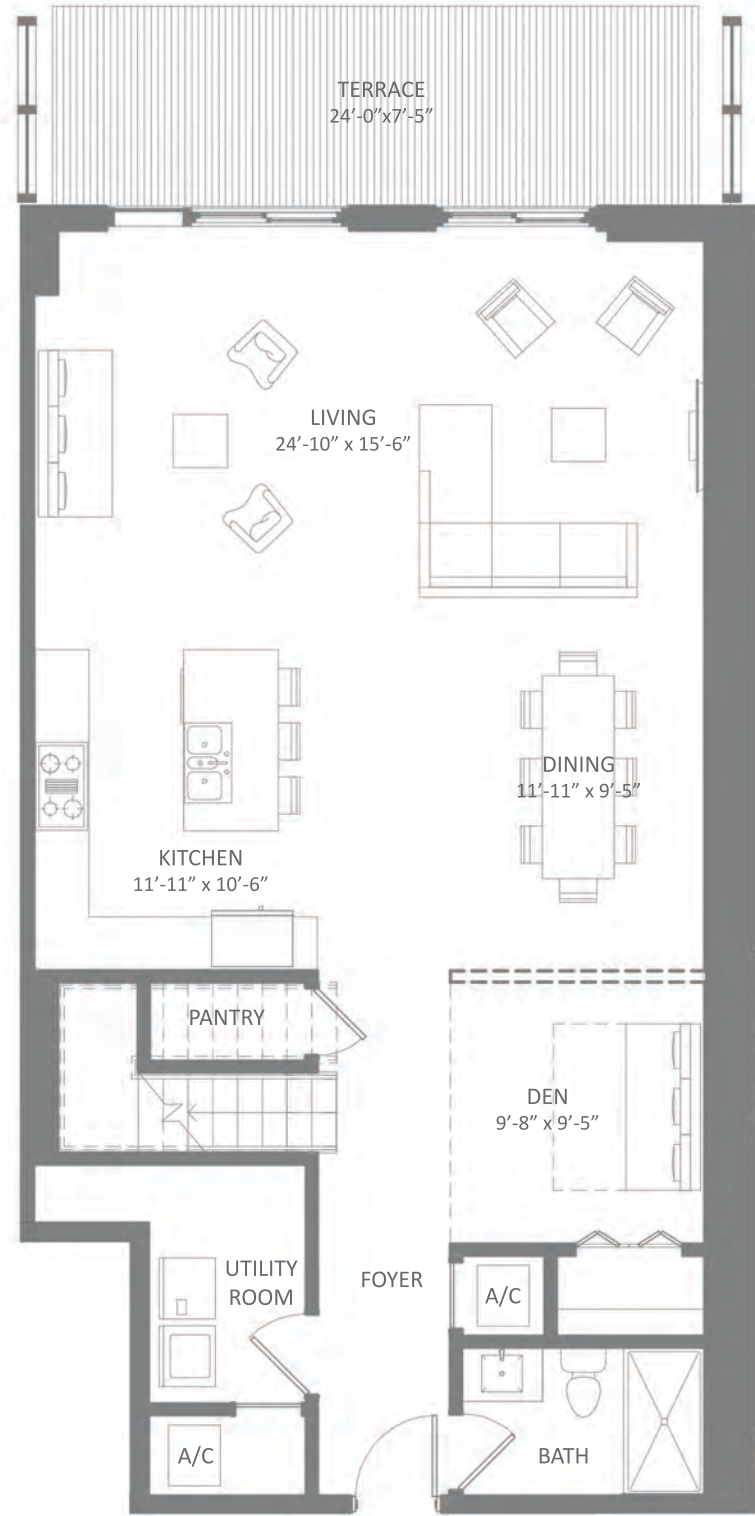 TERRACE
24’-0”x7’-5”
LIVING
24’-10” x 15’-6”
DINING
11’-11” x 9’-5”
KITCHEN
11’-11” x 10’-6”
PANTRY
DEN
9’-8” x 9’-5”
UTILITY
ROOM
FOYER
A/C
A/C
BATH